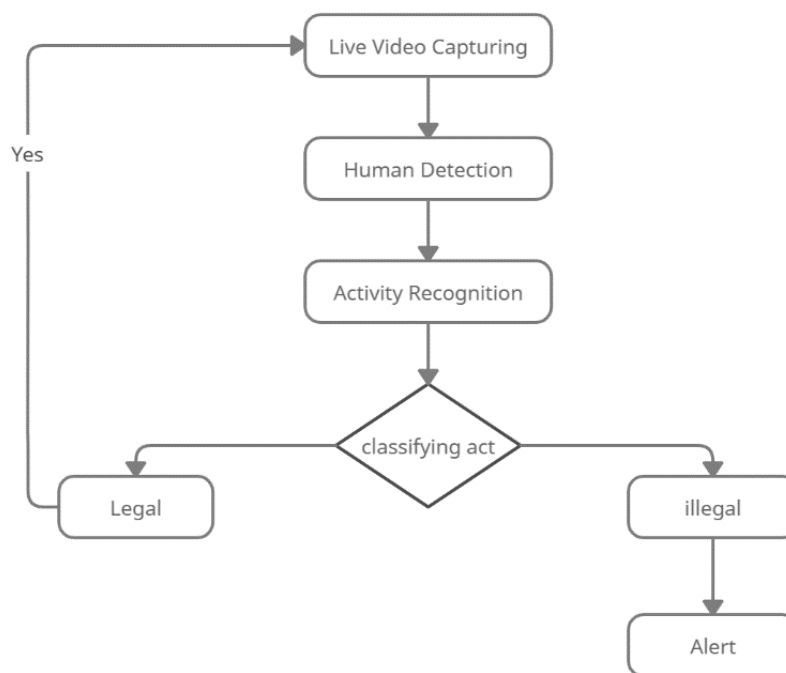 Live Video Capturing
Yes
Human Detection
Activity Recognition
classifying act
Legal
illegal
Alert